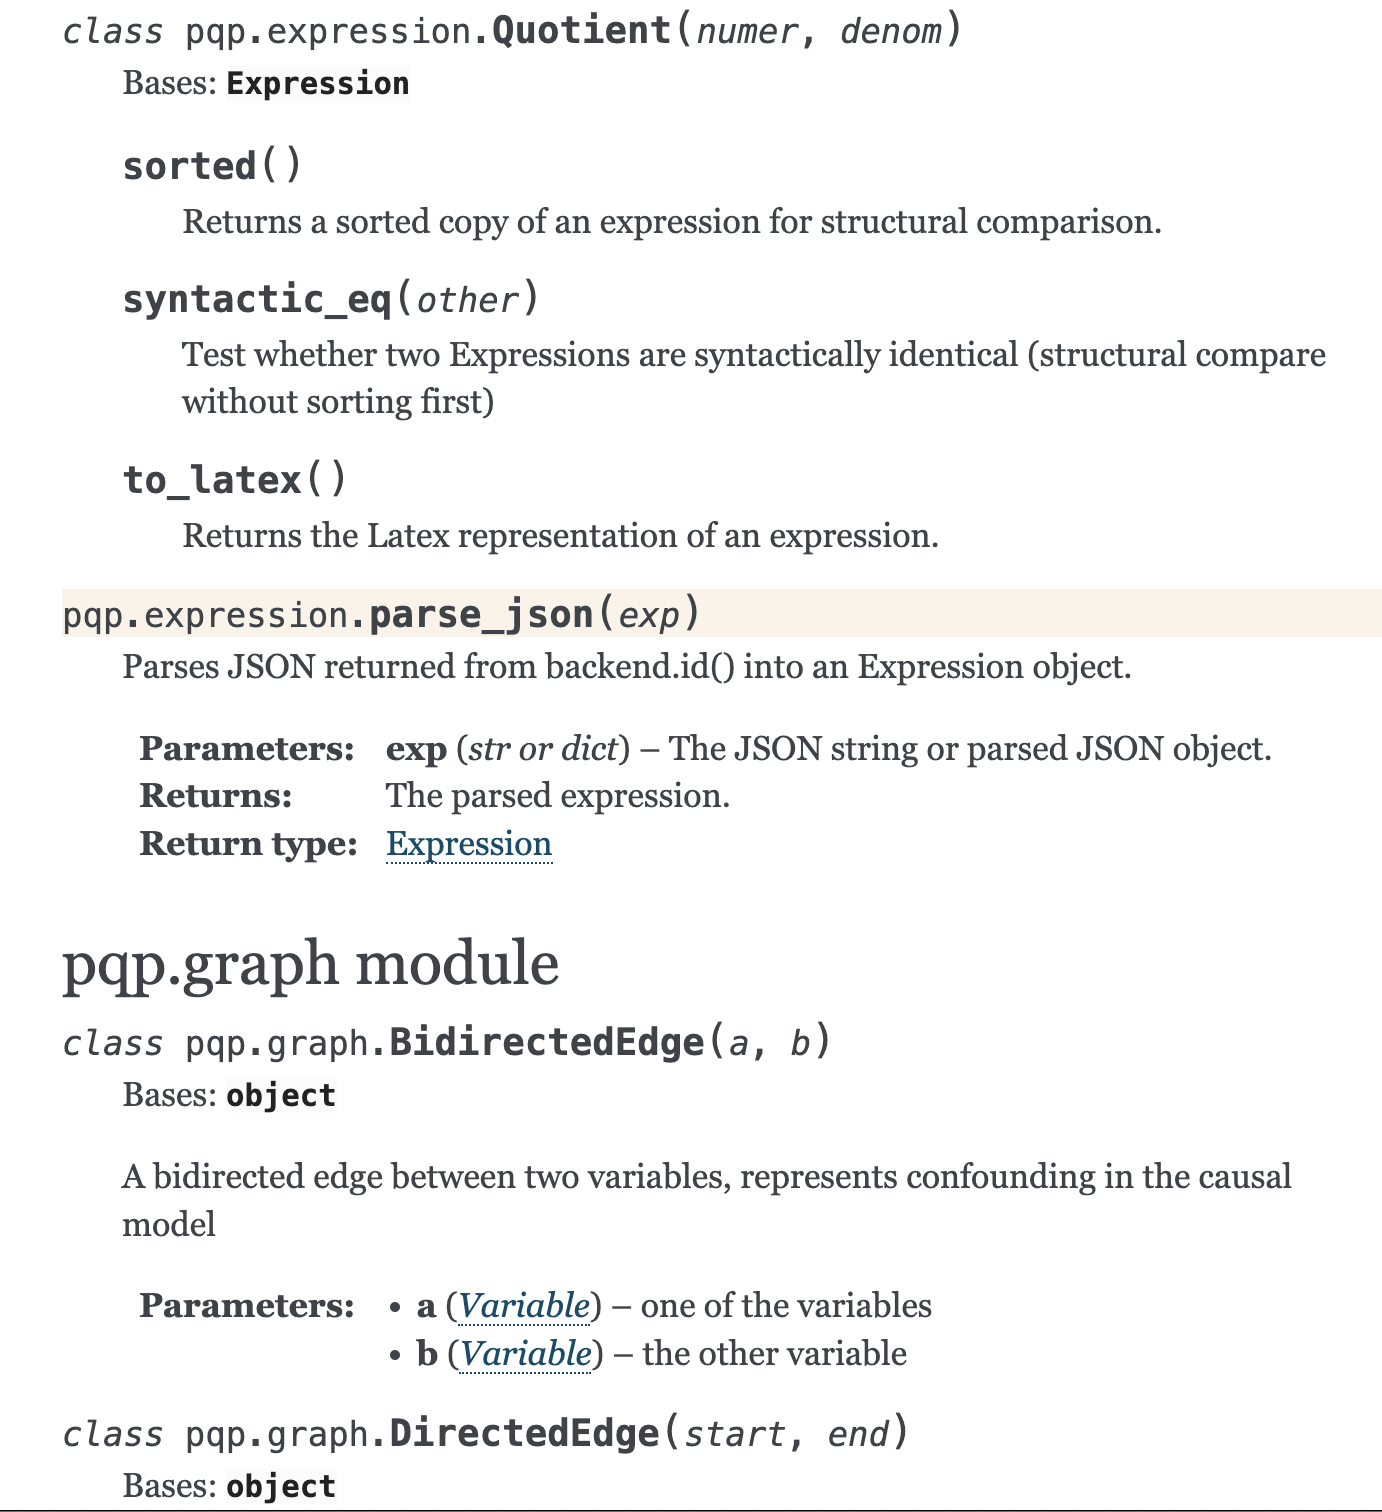 class pqp.expression.Quotient(numer, denom)
Bases: Expression
sorted()
Returns a sorted copy of an expression for structural comparison.
syntactic_eq(other)
Test whether two Expressions are syntactically identical (structural compare
without sorting first)
to_latex()
Returns the Latex representation of an expression.
pqp.expression.parse_json(exp)
Parses JSON returned from backend.id() into an Expression object.
Parameters: exp (str or dict) – The JSON string or parsed JSON object.
Returns: The parsed expression.
Return type: Expression
pqp.graph module
class pqp.graph.BidirectedEdge(a, b)
Bases: object
A bidirected edge between two variables, represents confounding in the causal
model
Parameters: • a (Variable) – one of the variables
• b (Variable) – the other variable
class pqp.graph.DirectedEdge(start, end)
Bases: object